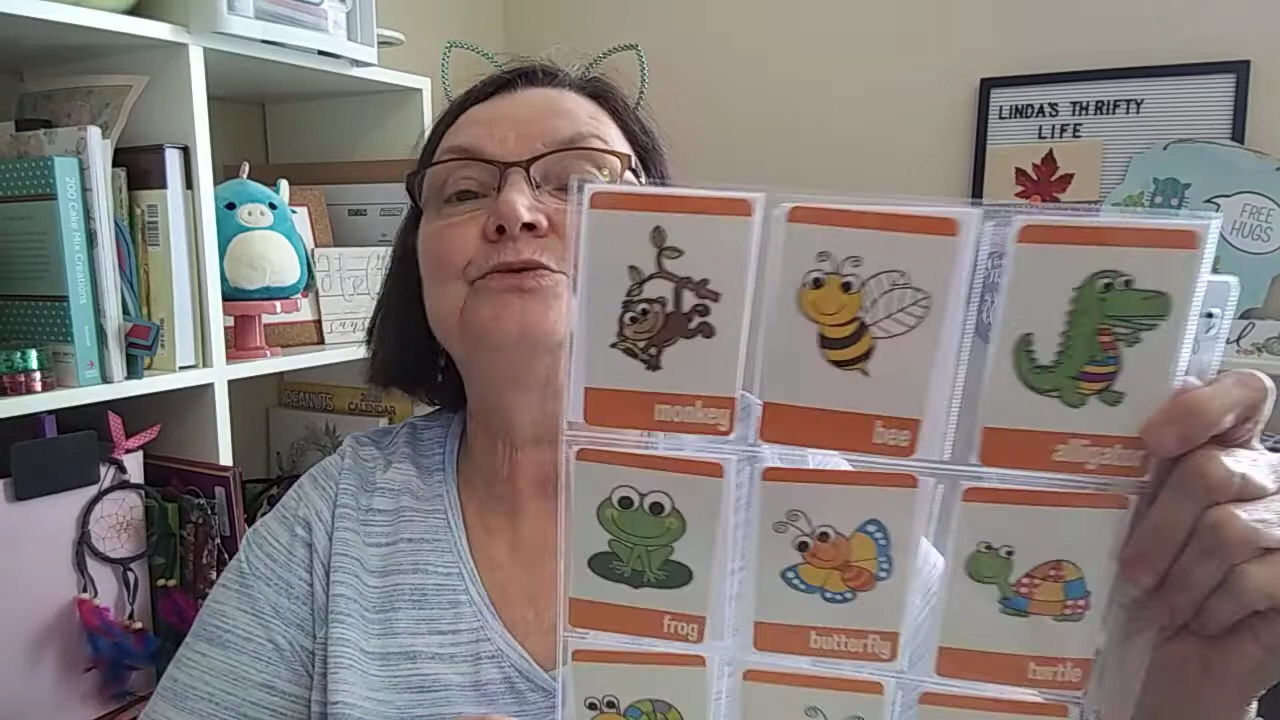 LINDA'S THRIFTY
LIFE
FREE
HUGS
200 Cake Mix Creations
PEANUTS
CALENDAR
monkey
bee
alligator
frog
butterfly
turtle